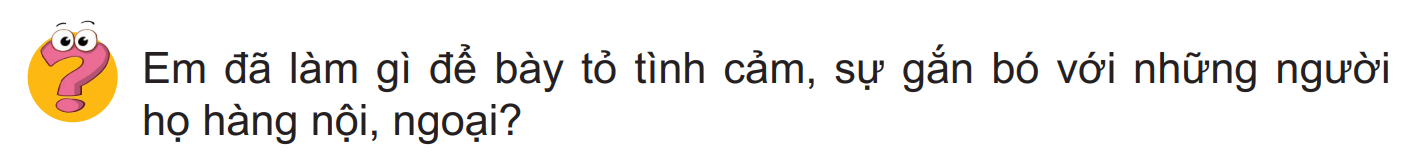 Em đã làm gì để bày tỏ tình cảm, sự gắn bó với những người
họ hàng nội, ngoại?